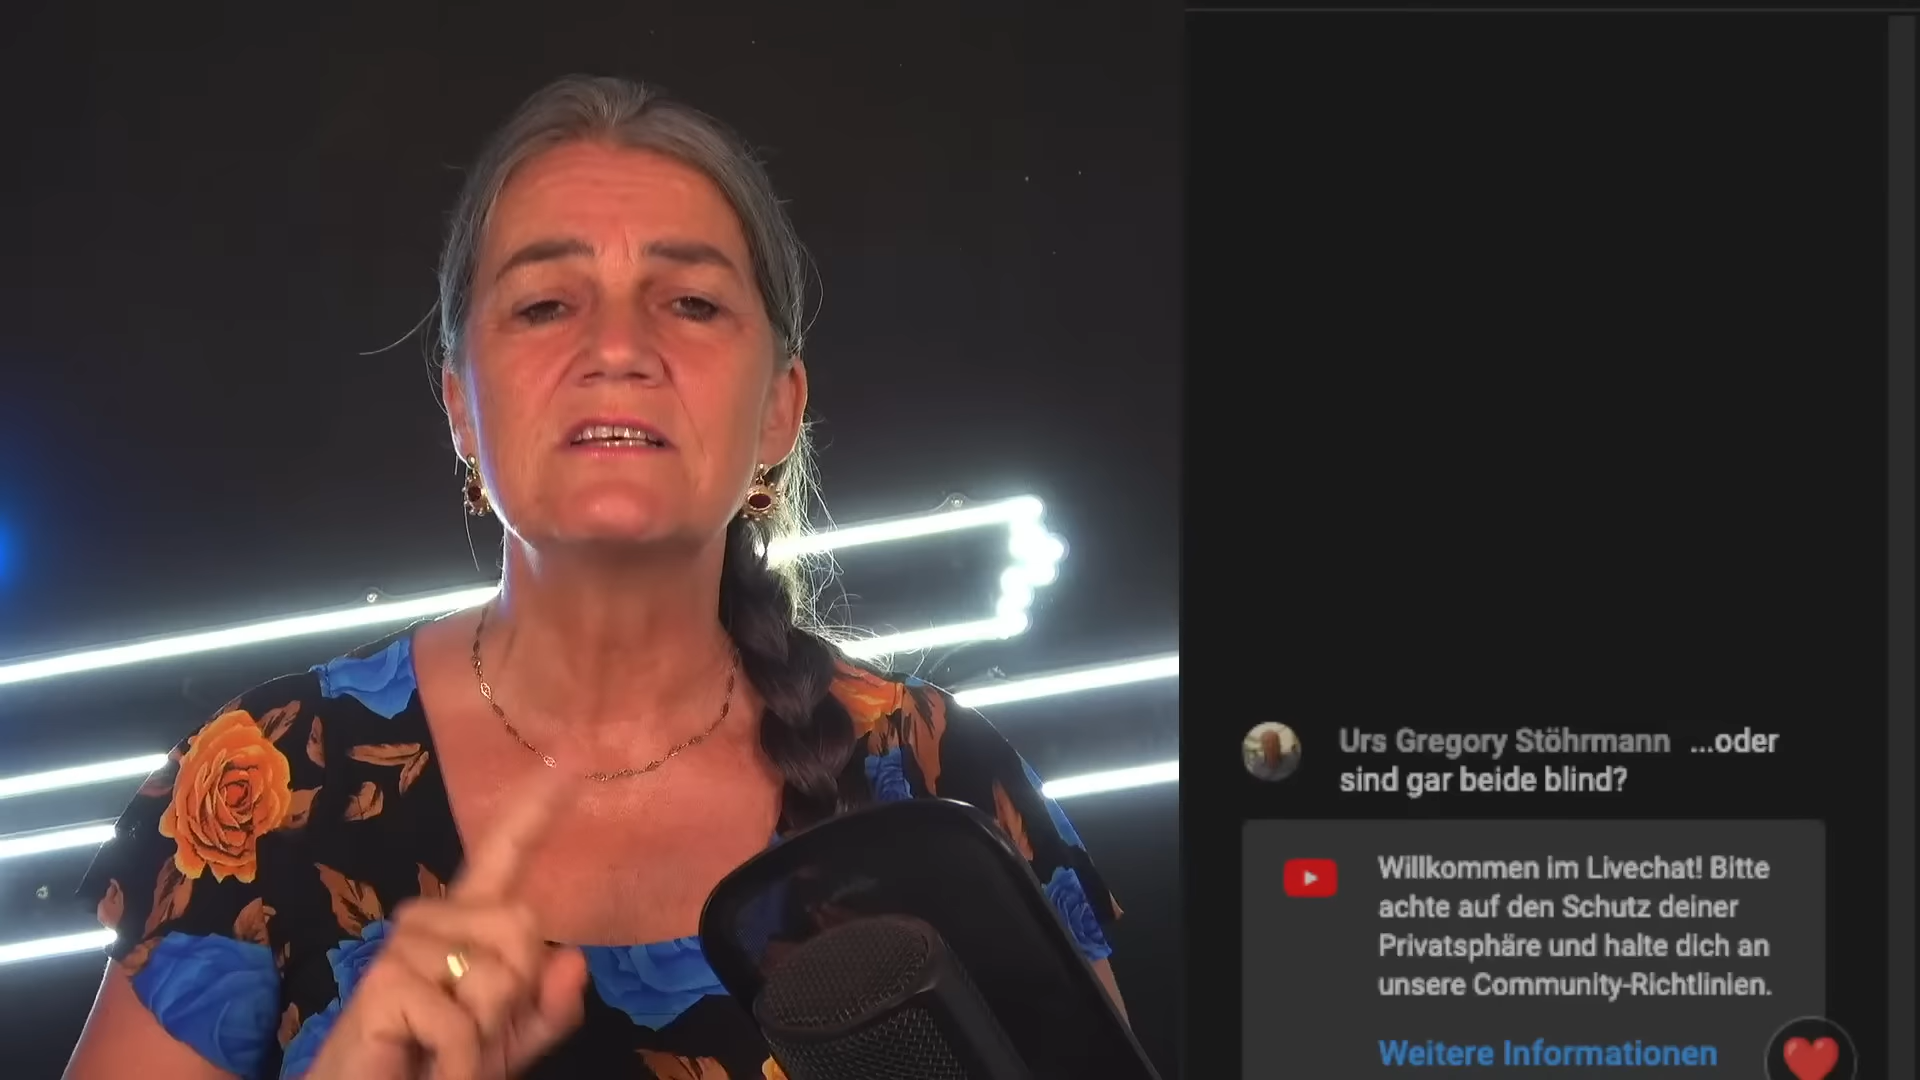 Urs Gregory Stöhrmann ...oder
sind gar beide blind?
Willkommen im Livechat! Bitte
achte auf den Schutz deiner
Privatsphäre und halte dich an
unsere Community-Richtlinien.
Weitere Informationen